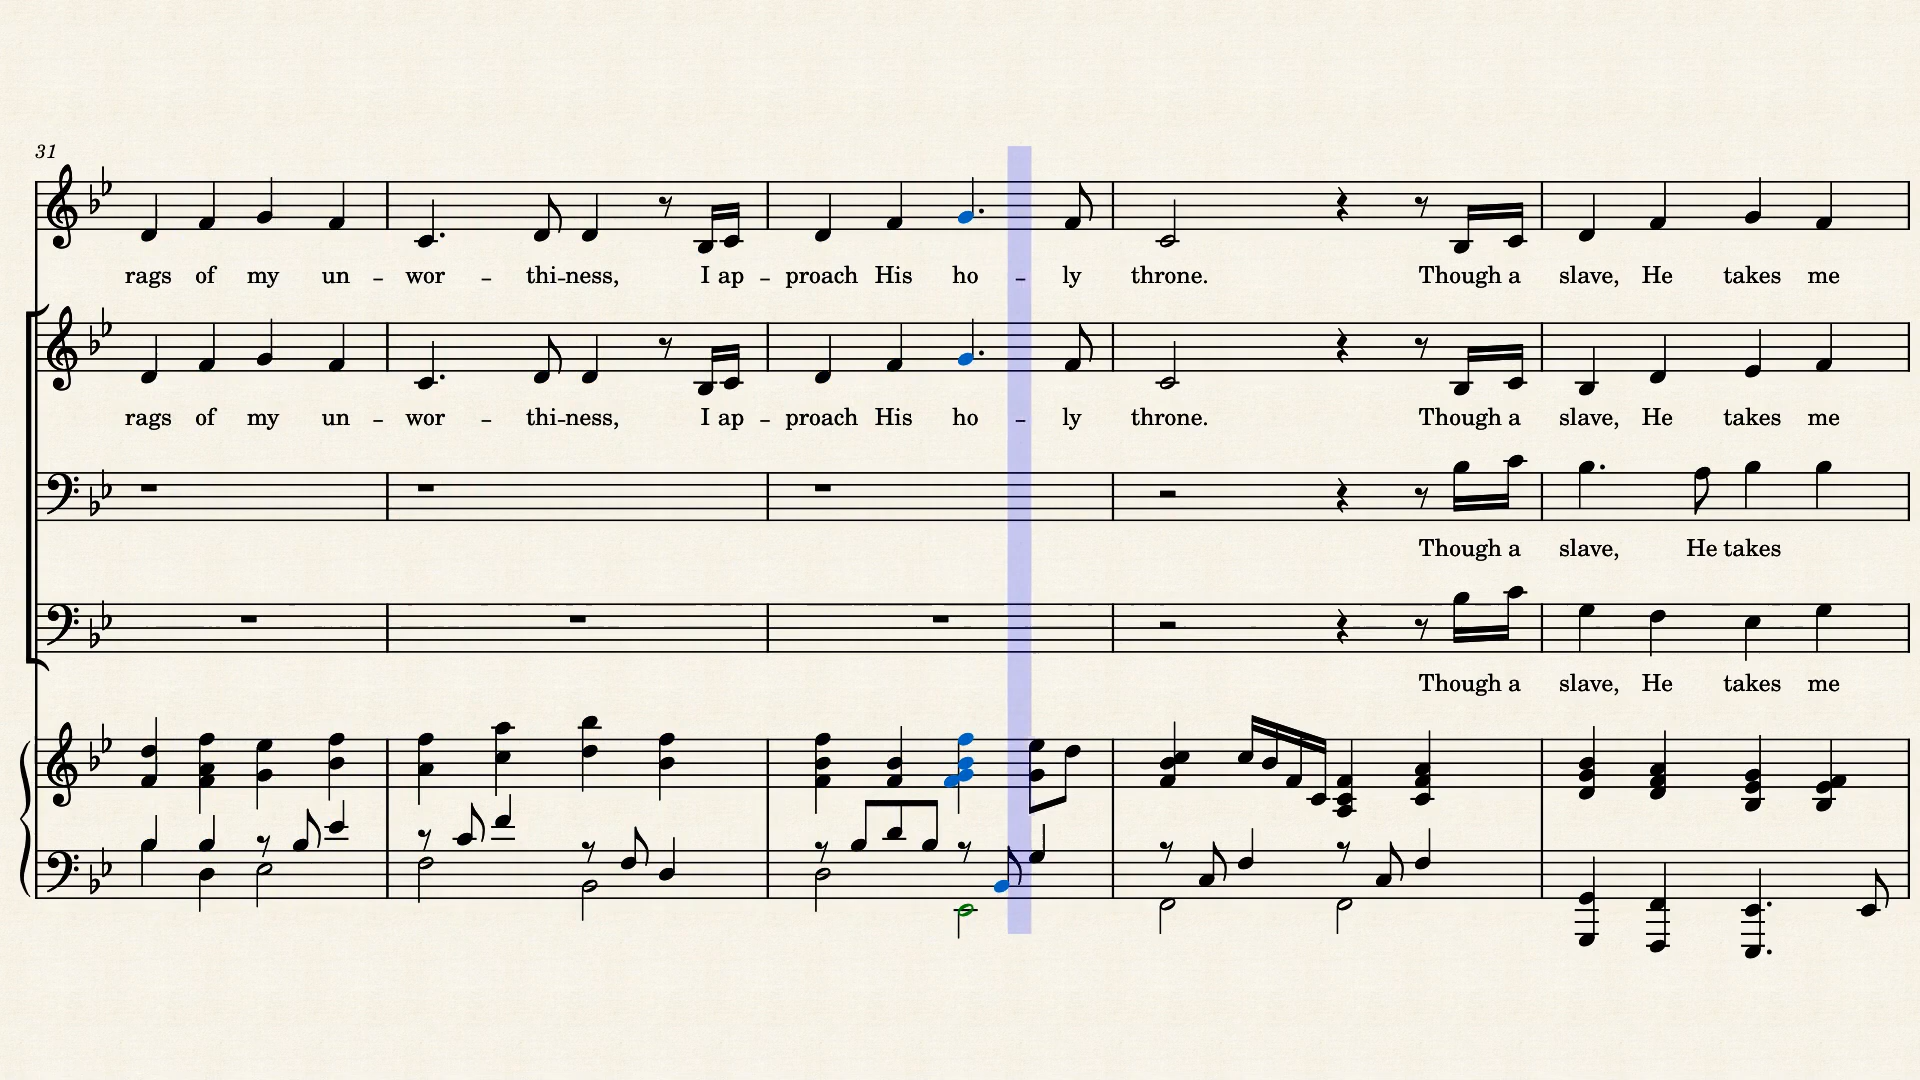 31
rags of my un - wor - thi-ness, I ap - proach His ho - ly throne. Though a slave, He takes me
rags of my un - wor - thi-ness, I ap - proach His ho - ly throne. Though a slave, He takes me
Though a slave, He takes
Though a slave, He takes me